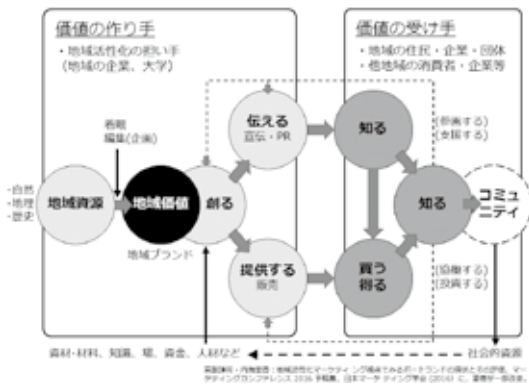 価値の作り手
・地域活性化の担い手
(地域の企業、大学)
価値の受け手
・地域の住民・企業・団体
・他地域の消費者・企業等
着眼
編集(企画)
伝える
宣伝・PR
知る
(参画する)
(支援する)
・自然
・地理
・歴史
地域資源
地域価値
創る
知る
コミュ
ニティ
地域ブランド
提供する
販売
買う
得る
(協働する)
(投資する)
資材・材料、知識、場、資金、人材など
社会的資源